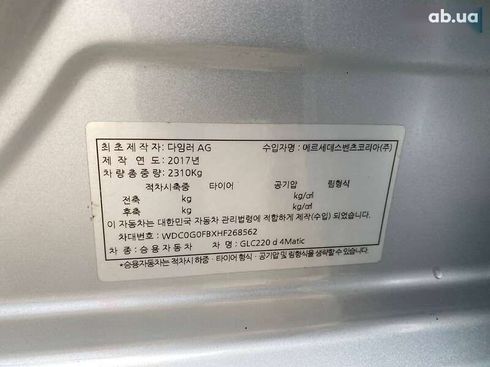 ab.ua
최초제작자 : 다임러 AG 수입자명 : 메르세데스벤츠코리아(주)
제 작 연 도 : 2017년
차량총중량 : 2310Kg
적차시축중 타이어 공기압 림형식
전축 kg kg/㎠
후축 kg kg/㎠
이 자동차는 대한민국 자동차 관리법령에 적합하게 제작(수입) 되었습니다.
차대번호 : WDC0G0FBXHF268562
차 종 : 승용자동차 차 명 : GLC220 d 4Matic
*승용자동차는 적차시 하중 · 타이어 형식 · 공기압 및 림형식을 생략할 수 있습니다.